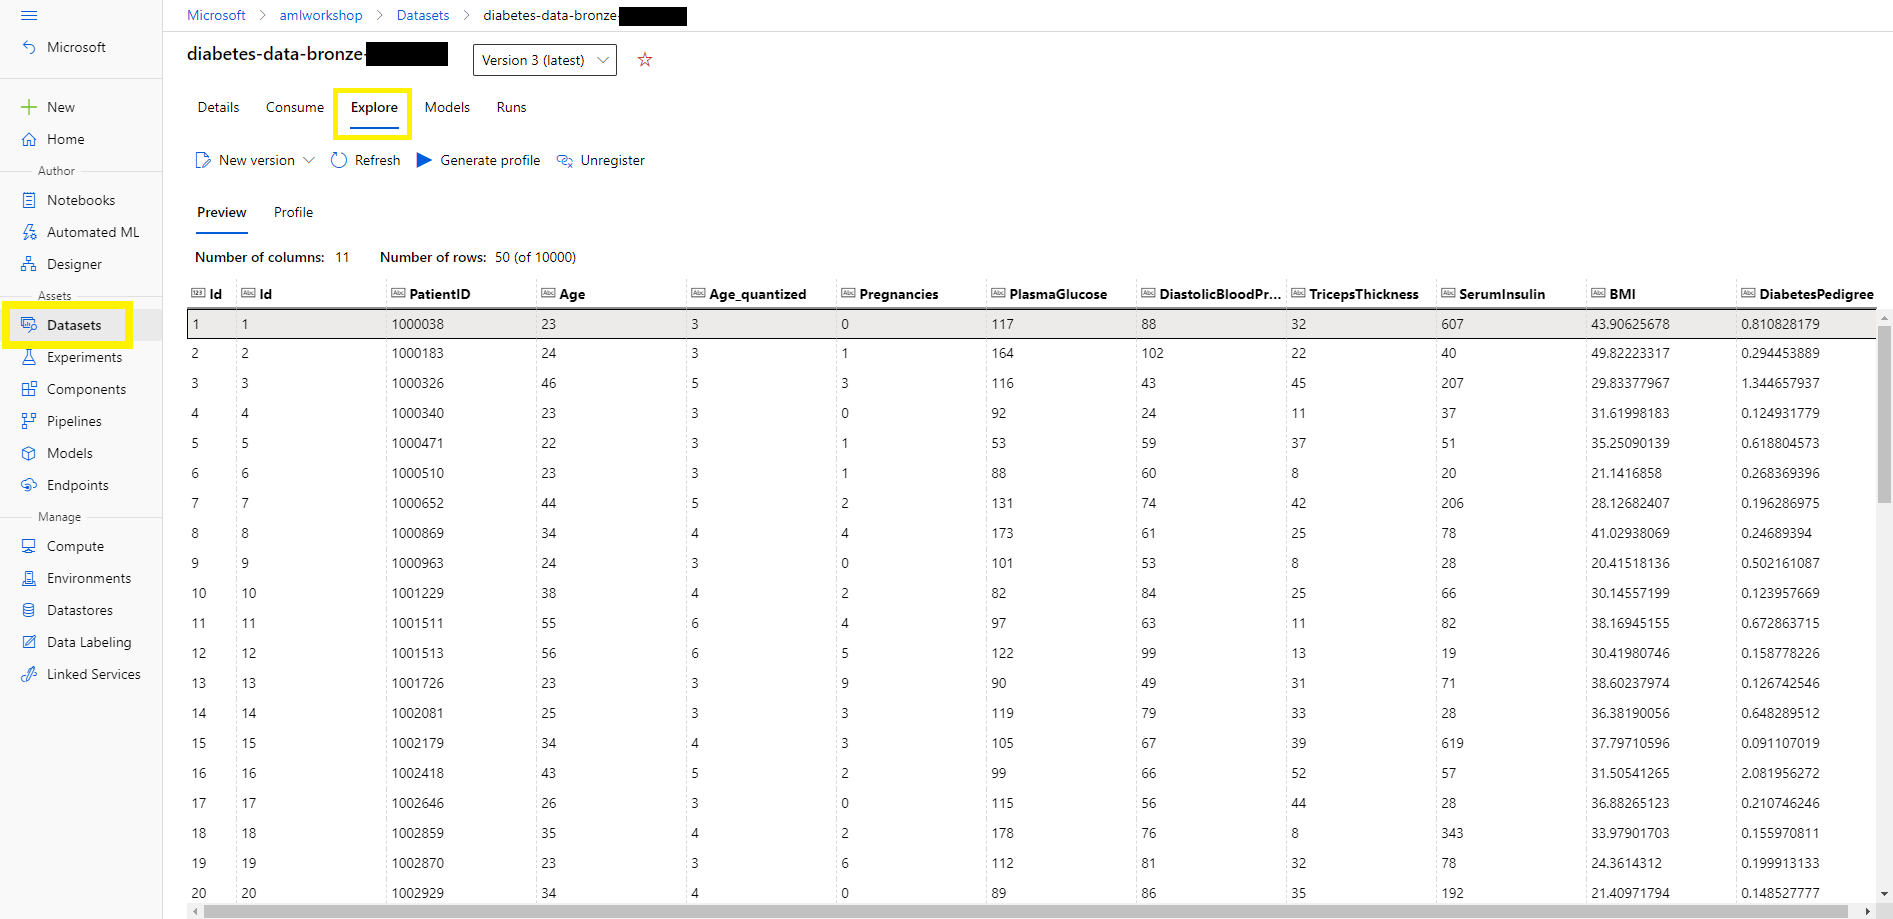 Microsoft
New
Home
Author
Notebooks
Automated ML
Designer
Assets
Datasets
Experiments
Components
Pipelines
Models
Endpoints
Manage
Compute
Environments
Datastores
Data Labeling
Linked Services
Microsoft > amlworkshop > Datasets > diabetes-data-bronze-
diabetes-data-bronze- Version 3 (latest)
Details Consume Explore Models Runs
New version Refresh Generate profile Unregister
Preview Profile
Number of columns: 11 Number of rows: 50 (of 10000)
123 Id Abc Id Abc PatientID Abc Age Abc Age_quantized Abc Pregnancies Abc PlasmaGlucose Abc DiastolicBloodPr... Abc TricepsThickness Abc SerumInsulin Abc BMI Abc DiabetesPedigree
1 1 1000038 23 3 0 117 88 32 607 43.90625678 0.810828179
2 2 1000183 24 3 1 164 102 22 40 49.82223317 0.294453889
3 3 1000326 46 5 3 116 43 45 207 29.83377967 1.344657937
4 4 1000340 23 3 0 92 24 11 37 31.61998183 0.124931779
5 5 1000471 22 3 1 53 59 37 51 35.25090139 0.618804573
6 6 1000510 23 3 1 88 60 8 20 21.1416858 0.268369396
7 7 1000652 44 5 2 131 74 42 206 28.12682407 0.196286975
8 8 1000869 34 4 4 173 61 25 78 41.02938069 0.24689394
9 9 1000963 24 3 0 101 53 8 28 20.41518136 0.502161087
10 10 1001229 38 4 2 82 84 25 66 30.14557199 0.123957669
11 11 1001511 55 6 4 97 63 11 82 38.16945155 0.672863715
12 12 1001513 56 6 5 122 99 13 19 30.41980746 0.158778226
13 13 1001726 23 3 9 90 49 31 71 38.60237974 0.126742546
14 14 1002081 25 3 3 119 79 33 28 36.38190056 0.648289512
15 15 1002179 34 4 3 105 67 39 619 37.79710596 0.091107019
16 16 1002418 43 5 2 99 66 52 57 31.50541265 2.081956272
17 17 1002646 26 3 0 115 56 44 28 36.88265123 0.210746246
18 18 1002859 35 4 2 178 76 8 343 33.97901703 0.155970811
19 19 1002870 23 3 6 112 81 32 78 24.3614312 0.199913133
20 20 1002929 34 4 0 89 86 35 192 21.40971794 0.148527777